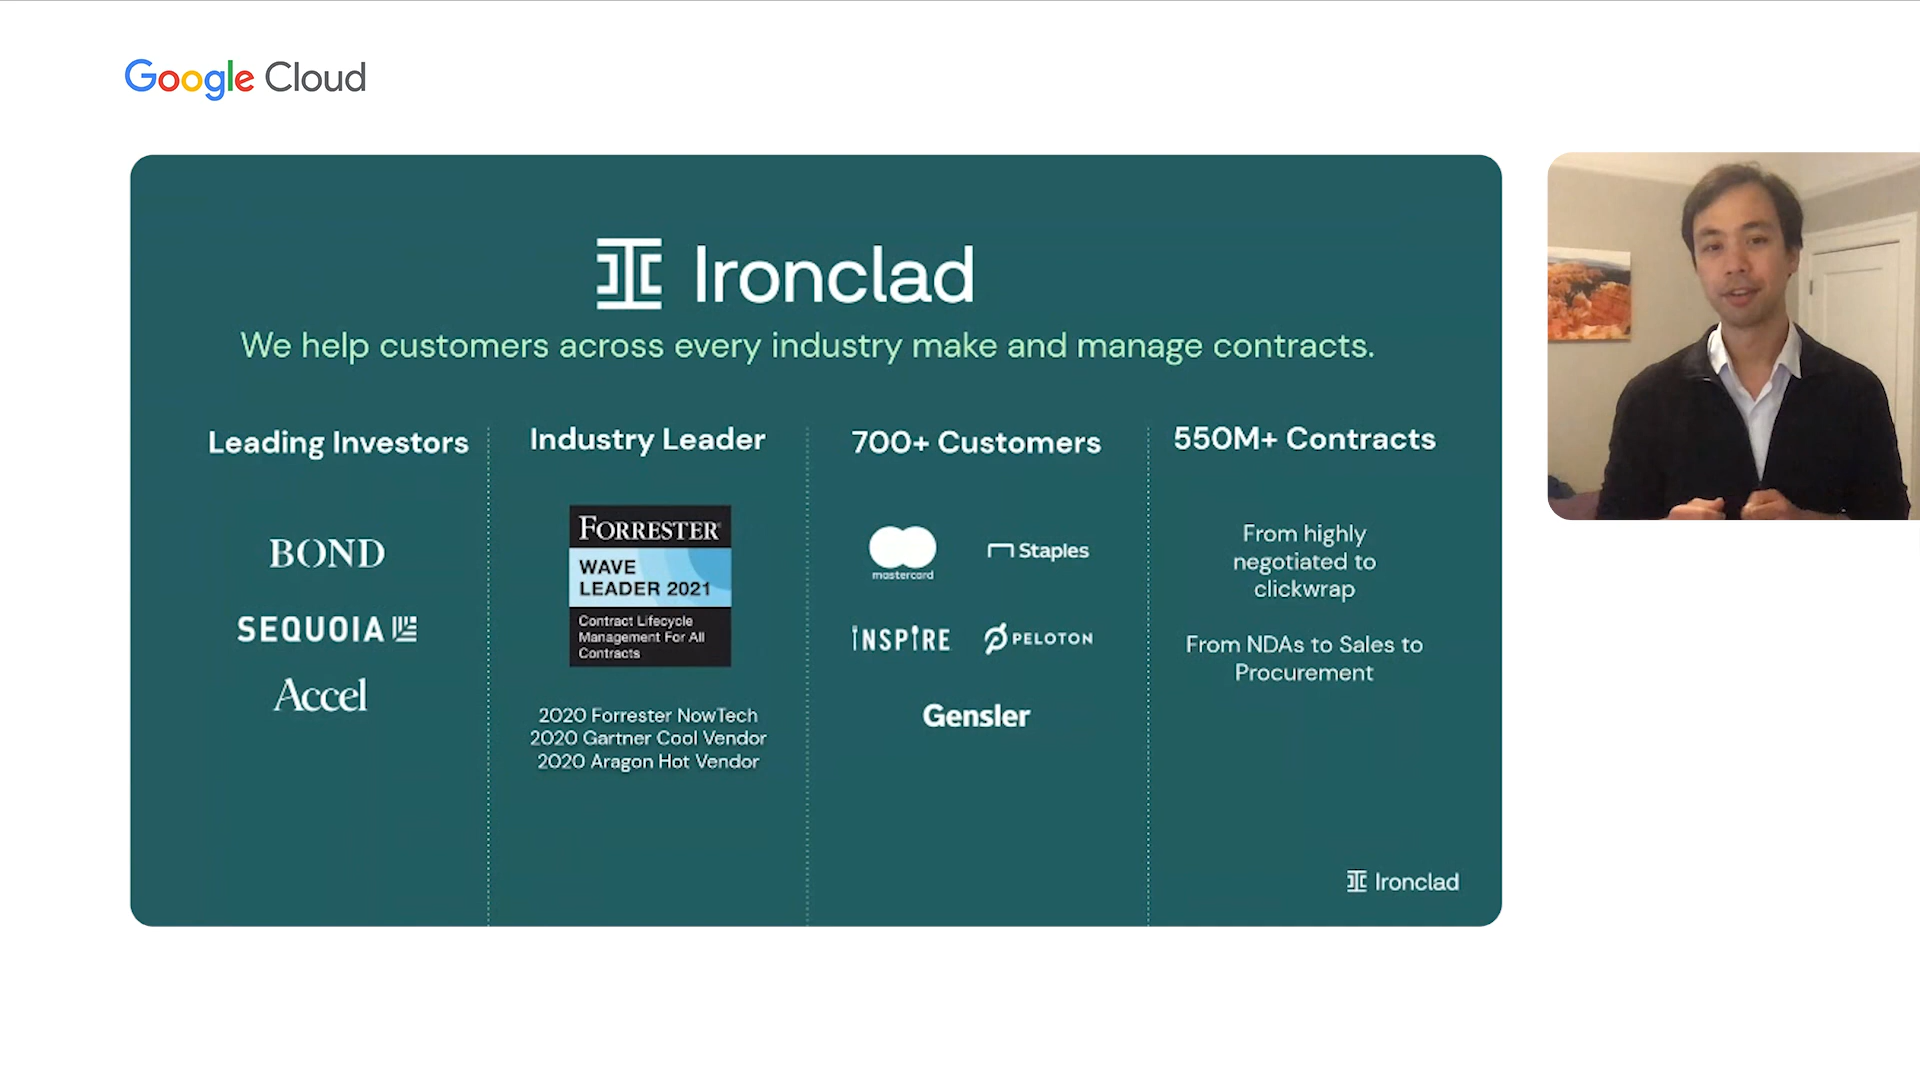 Google Cloud
Ironclad
We help customers across every industry make and manage contracts.
Leading Investors
BOND
SEQUOIA
Accel
Industry Leader
FORRESTER®
WAVE
LEADER 2021
Contract Lifecycle
Management For All
Contracts
2020 Forrester NowTech
2020 Gartner Cool Vendor
2020 Aragon Hot Vendor
700+ Customers
mastercard
Staples
INSPIRE
PELOTON
Gensler
550M+ Contracts
From highly
negotiated to
clickwrap
From NDAs to Sales to
Procurement
Ironclad